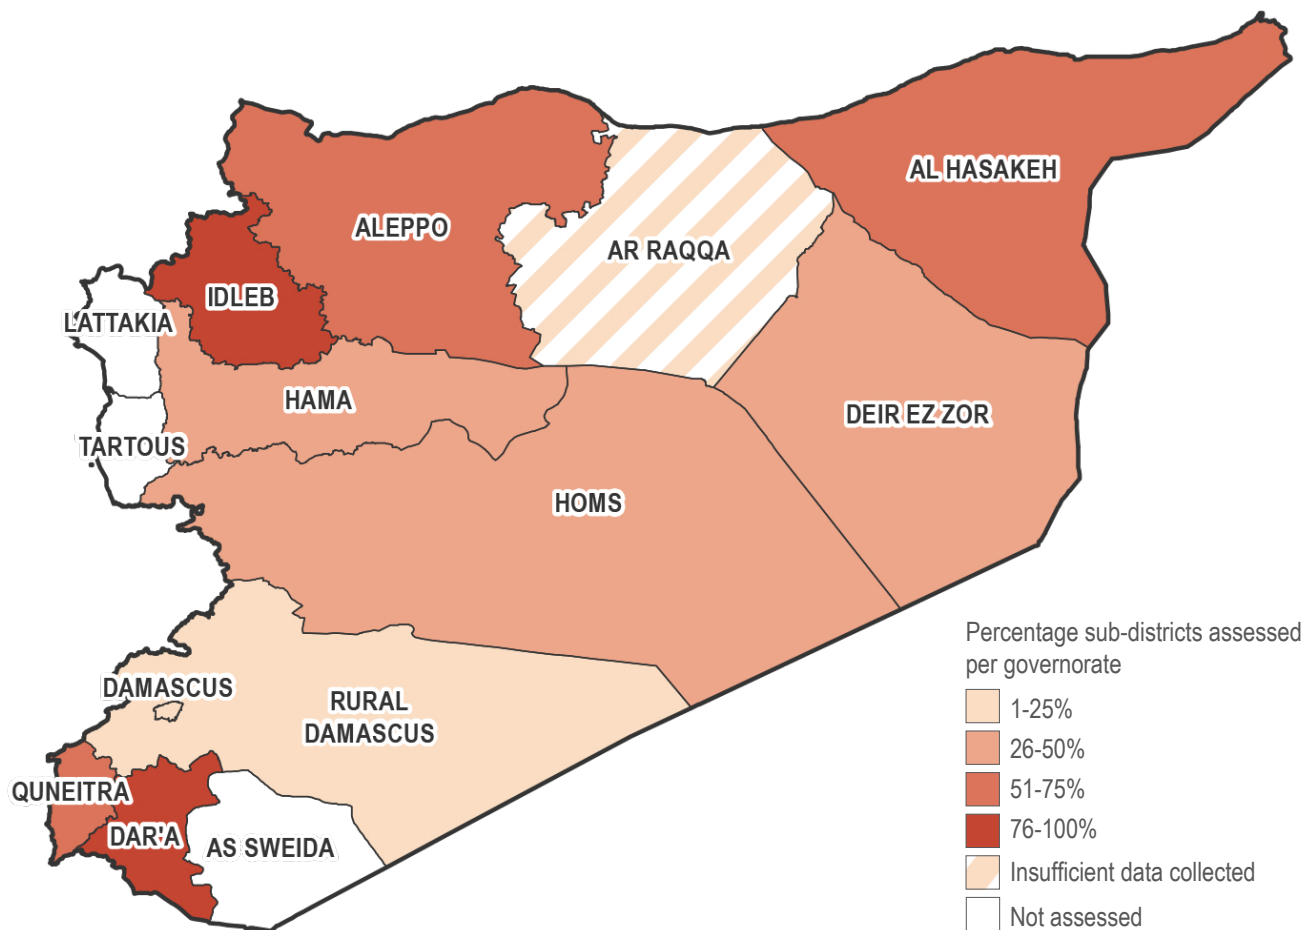 AL HASAKEH
ALEPPO
AR RAQQA
IDLEB
LATTAKIA
HAMA
DEIR EZ ZOR
TARTOUS
HOMS
DAMASCUS
RURAL
DAMASCUS
QUNEITRA
DAR'A
AS SWEIDA
Percentage sub-districts assessed
per governorate
1-25%
26-50%
51-75%
76-100%
Insufficient data collected
Not assessed